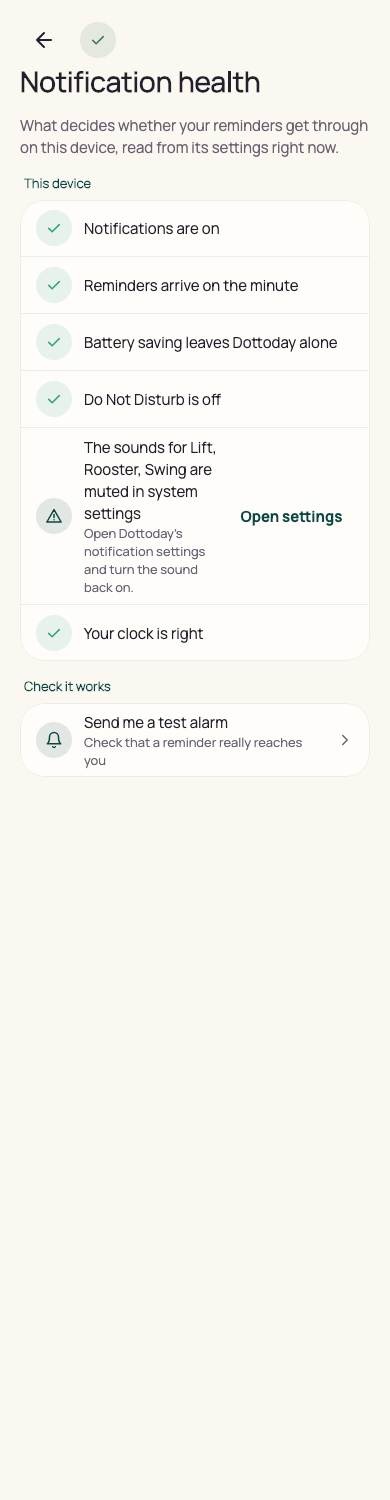 Notification health
What decides whether your reminders get through
on this device, read from its settings right now.
This device
Notifications are on
Reminders arrive on the minute
Battery saving leaves Dottoday alone
Do Not Disturb is off
The sounds for Lift,
Rooster, Swing are
muted in system
settings
Open Dottoday's
notification settings
and turn the sound
back on.
Open settings
Your clock is right
Check it works
Send me a test alarm
Check that a reminder really reaches
you